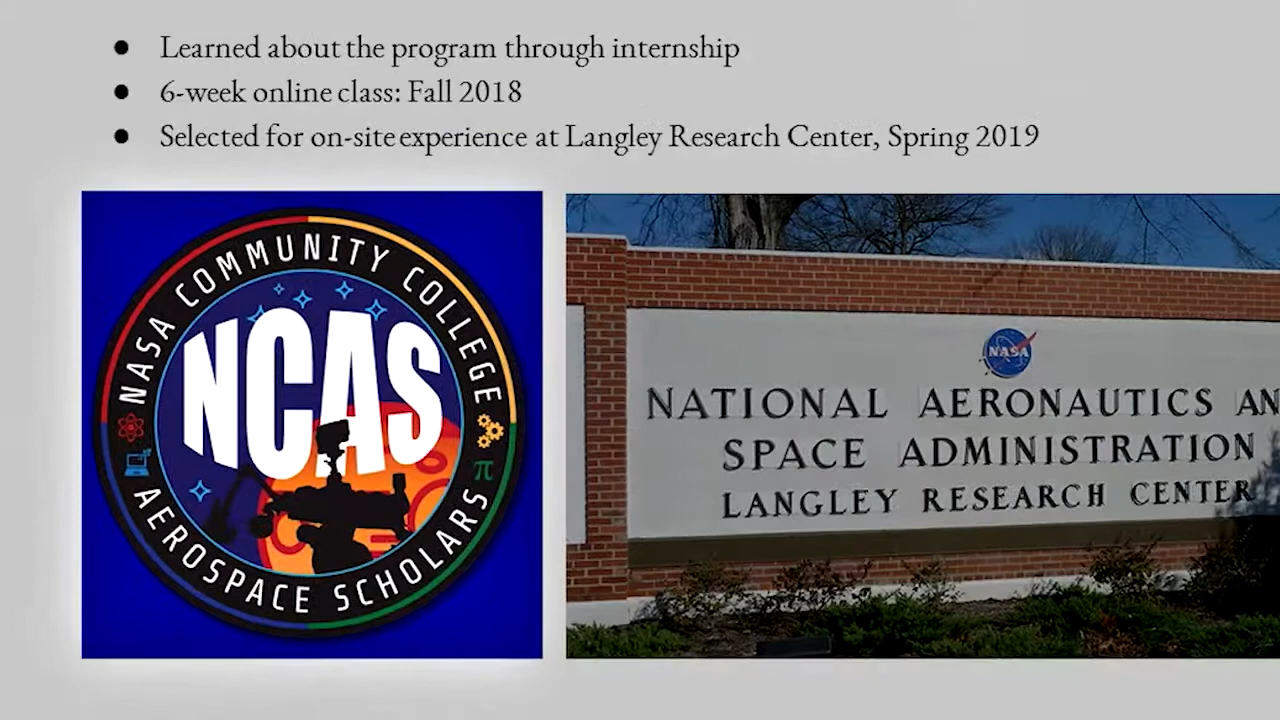 ● Learned about the program through internship
● 6-week online class: Fall 2018
● Selected for on-site experience at Langley Research Center, Spring 2019
NASA COMMUNITY COLLEGE
NCAS
π
AEROSPACE SCHOLARS
NASA
NATIONAL AERONAUTICS AN
SPACE ADMINISTRATION
LANGLEY RESEARCH CENTER